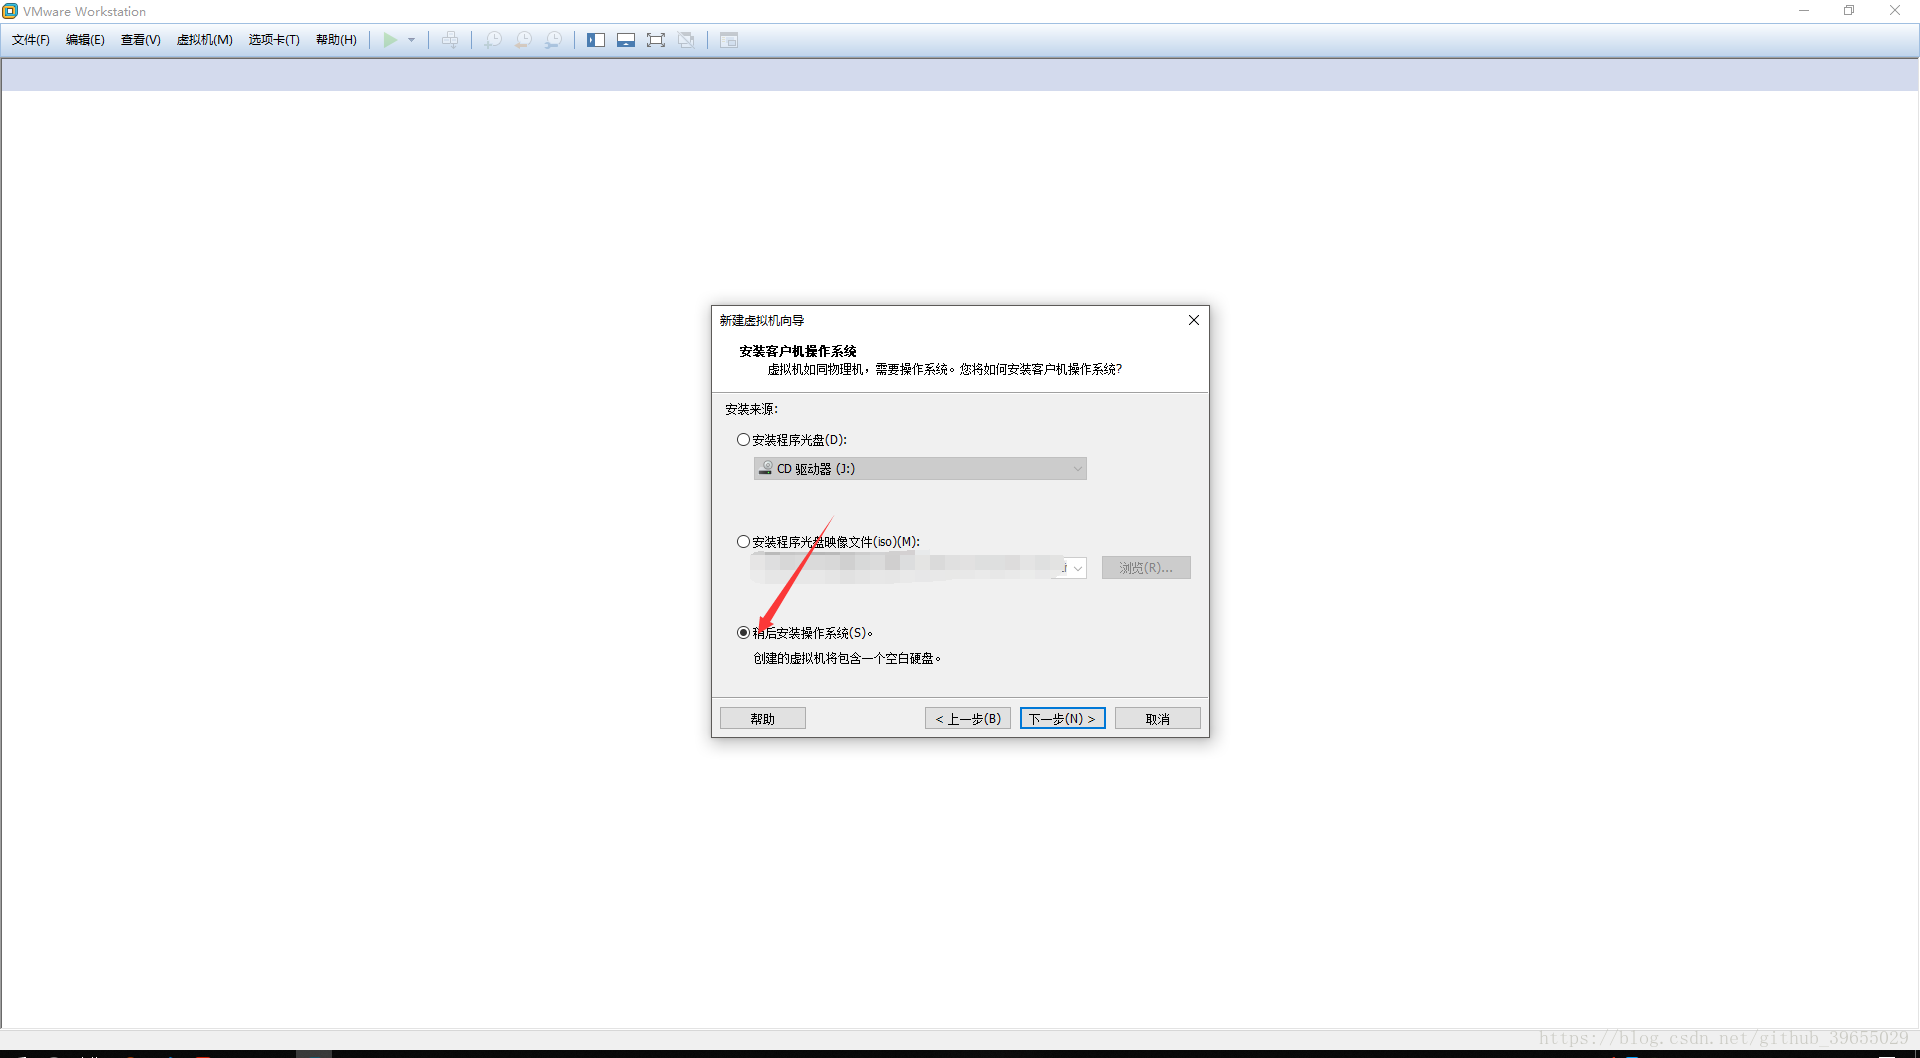 VMware Workstation
文件(F) 编辑(E) 查看(V) 虚拟机(M) 选项卡(T) 帮助(H)
新建虚拟机向导
安装客户机操作系统
虚拟机如同物理机，需要操作系统。您将如何安装客户机操作系统?
安装来源:
安装程序光盘(D):
CD 驱动器 (J:)
安装程序光盘映像文件(iso)(M):
浏览(R)...
稍后安装操作系统(S)。
创建的虚拟机将包含一个空白硬盘。
帮助 < 上一步(B) 下一步(N) > 取消
https://blog.csdn.net/github_39655029